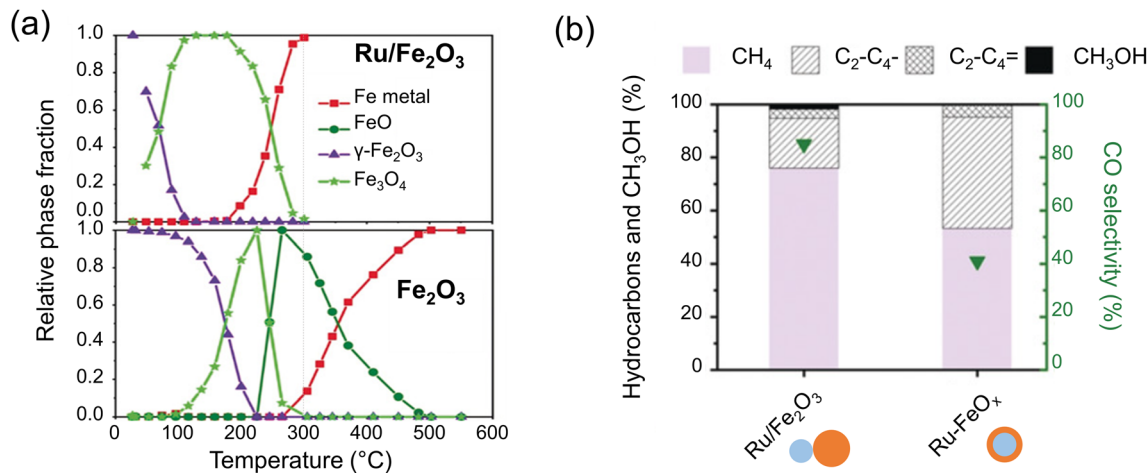 (a)
Relative phase fraction
1.0
0.8
0.6
0.4
0.2
0.0
Ru/Fe₂O₃
Fe metal
FeO
γ-Fe₂O₃
Fe₃O₄
1.0
0.8
0.6
0.4
0.2
0.0
Fe₂O₃
0 100 200 300 400 500 600
Temperature (°C)
(b)
CH₄ C₂-C₄- C₂-C₄= CH₃OH
Hydrocarbons and CH₃OH (%)
100
80
60
40
20
0
100
80
60
40
20
0
CO selectivity (%)
Ru/Fe₂O₃
Ru-FeOₓ